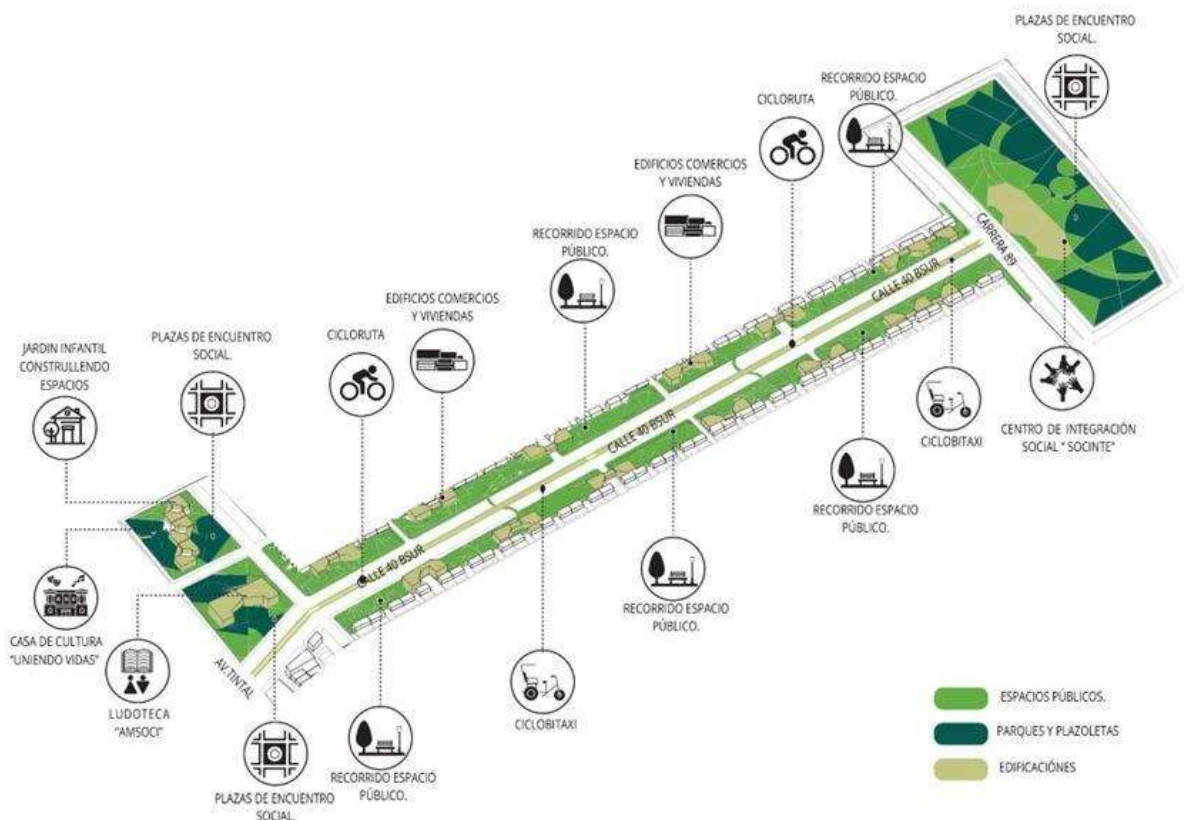 PLAZAS DE ENCUENTRO
SOCIAL.
RECORRIDO ESPACIO
PÚBLICO.
CICLORUTA
EDIFICIOS COMERCIOS
Y VIVIENDAS
RECORRIDO ESPACIO
PÚBLICO.
EDIFICIOS COMERCIOS
Y VIVIENDAS
CICLORUTA
PLAZAS DE ENCUENTRO
SOCIAL.
JARDIN INFANTIL
CONSTRULLENDO
ESPACIOS
CARRERA 89
CALLE 40 BSUR
CALLE 40 BSUR
CALLE 40 BSUR
AV.TINTAL
CENTRO DE INTEGRACIÓN
SOCIAL " SOCINTE"
CICLOBITAXI
RECORRIDO ESPACIO
PÚBLICO.
RECORRIDO ESPACIO
PÚBLICO.
CICLOBITAXI
CASA DE CULTURA
"UNIENDO VIDAS"
LUDOTECA
"AMSOCI"
RECORRIDO ESPACIO
PÚBLICO.
PLAZAS DE ENCUENTRO
SOCIAL.
ESPACIOS PÚBLICOS.
PARQUES Y PLAZOLETAS
EDIFICACIÓNES